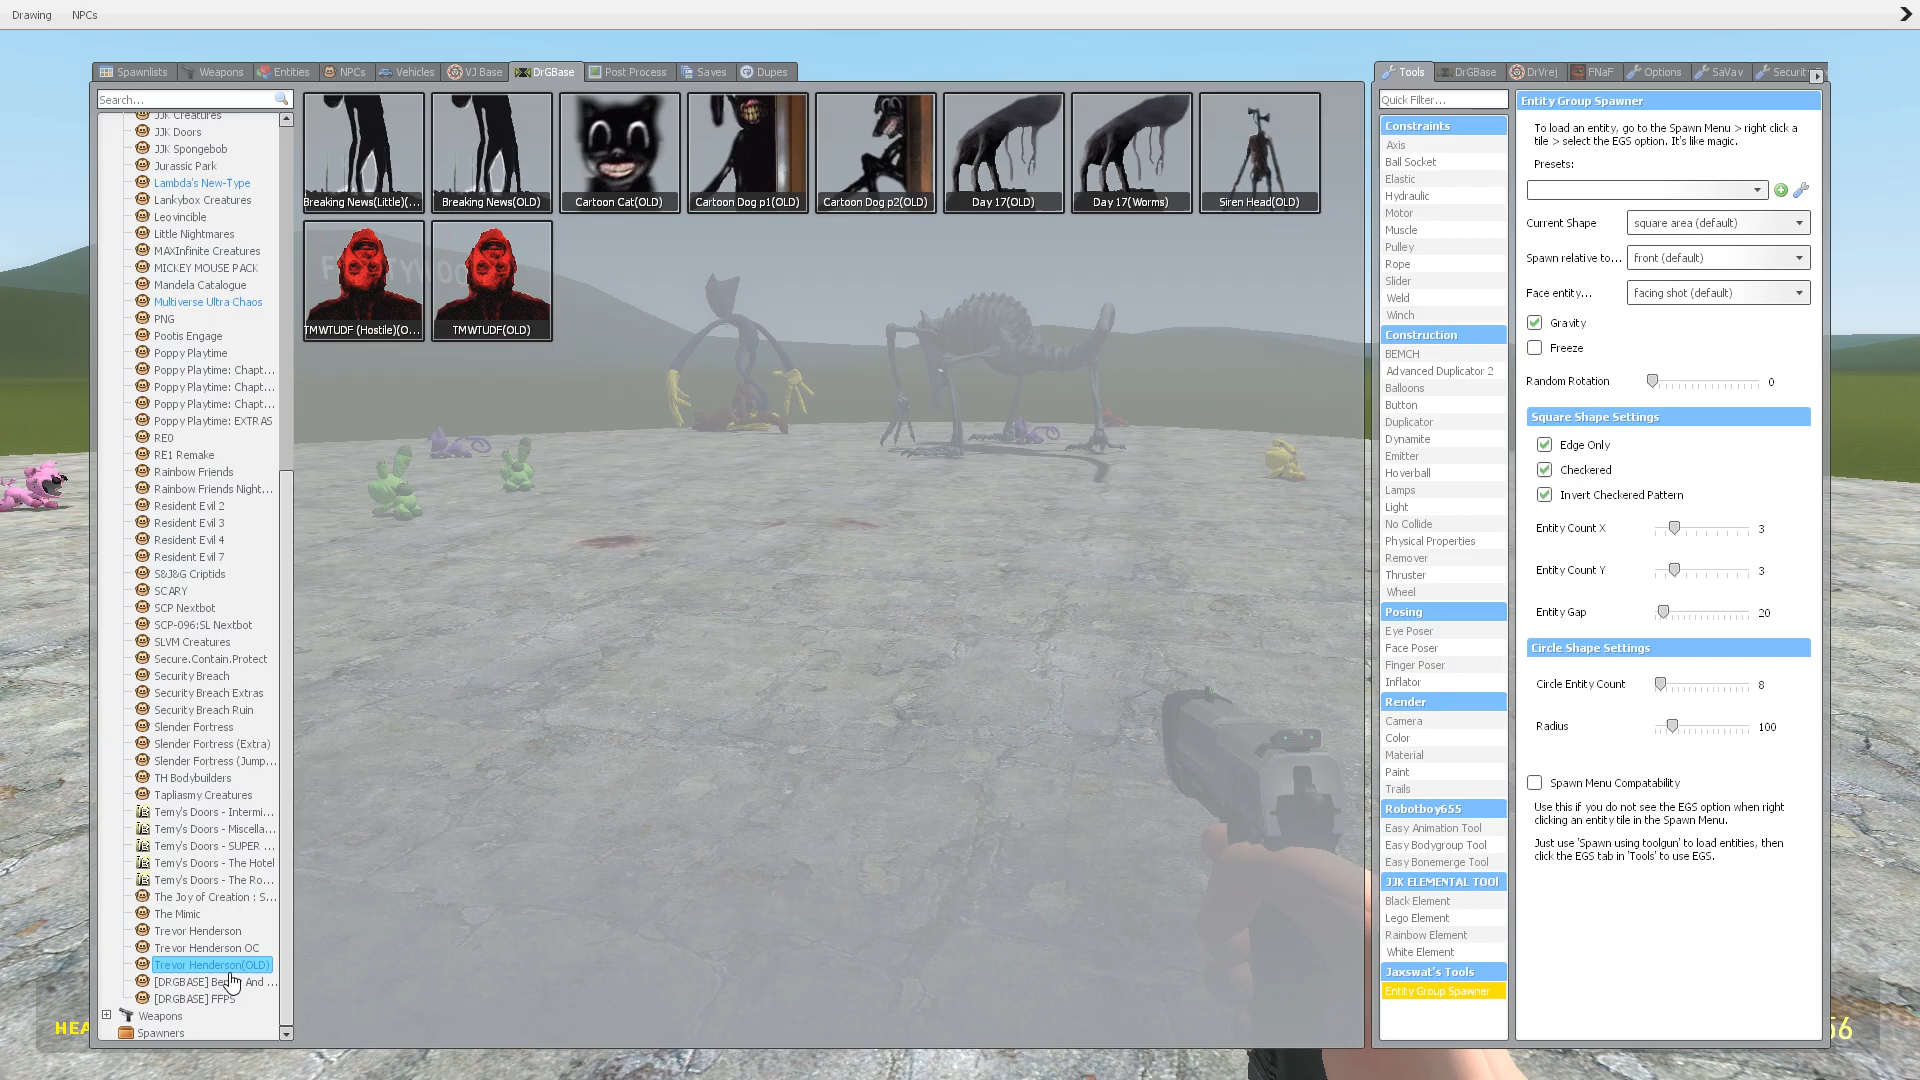 Drawing NPCs
Spawnlists Weapons Entities NPCs Vehicles VJ Base DrGBase Post Process Saves Dupes
Search...
JJK Creatures
JJK Doors
JJK Spongebob
Jurassic Park
Lambda's New-Type
Lankybox Creatures
Leovincible
Little Nightmares
MAXInfinite Creatures
MICKEY MOUSE PACK
Mandela Catalogue
Multiverse Ultra Chaos
PNG
Pootis Engage
Poppy Playtime
Poppy Playtime: Chapt...
Poppy Playtime: Chapt...
Poppy Playtime: Chapt...
Poppy Playtime: EXTRAS
RE0
RE1 Remake
Rainbow Friends
Rainbow Friends Night...
Resident Evil 2
Resident Evil 3
Resident Evil 4
Resident Evil 7
S&J&G Criptids
SCARY
SCP Nextbot
SCP-096:SL Nextbot
SLVM Creatures
Secure.Contain.Protect
Security Breach
Security Breach Extras
Security Breach Ruin
Slender Fortress
Slender Fortress (Extra)
Slender Fortress (Jump...
TH Bodybuilders
Tapliasmy Creatures
Temy's Doors - Intermi...
Temy's Doors - Miscella...
Temy's Doors - SUPER ...
Temy's Doors - The Hotel
Temy's Doors - The Ro...
The Joy of Creation : S...
The Mimic
Trevor Henderson
Trevor Henderson OC
Trevor Henderson(OLD)
[DRGBASE] And ...
[DRGBASE] FFPS
Weapons
Spawners
Breaking News(Little)(... Breaking News(OLD) Cartoon Cat(OLD) Cartoon Dog p1(OLD) Cartoon Dog p2(OLD) Day 17(OLD) Day 17(Worms) Siren Head(OLD)
TMWTUDF (Hostile)(O... TMWTUDF(OLD)
Tools DrGBase DrVrej FNaF Options SaVav
Quick Filter...
Constraints
Axis
Ball Socket
Elastic
Hydraulic
Motor
Muscle
Pulley
Rope
Slider
Weld
Winch
Construction
BEMCH
Advanced Duplicator 2
Balloons
Button
Duplicator
Dynamite
Emitter
Hoverball
Lamps
Light
No Collide
Physical Properties
Remover
Thruster
Wheel
Posing
Eye Poser
Face Poser
Finger Poser
Inflator
Render
Camera
Color
Material
Paint
Trails
Robotboy655
Easy Animation Tool
Easy Bodygroup Tool
Easy Bonemerge Tool
JJK ELEMENTAL TOOl
Black Element
Lego Element
Rainbow Element
White Element
Jaxswat's Tools
Entity Group Spawner
Entity Group Spawner
To load an entity, go to the Spawn Menu > right click a
tile > select the EGS option. It's like magic.
Presets:
Current Shape square area (default)
Spawn relative to... front (default)
Face entity... facing shot (default)
Gravity
Freeze
Random Rotation 0
Square Shape Settings
Edge Only
Checkered
Invert Checkered Pattern
Entity Count X 3
Entity Count Y 3
Entity Gap 20
Circle Shape Settings
Circle Entity Count 8
Radius 100
Spawn Menu Compatability
Use this if you do not see the EGS option when right
clicking an entity tile in the Spawn Menu.
Just use 'Spawn using toolgun' to load entities, then
click the EGS tab in 'Tools' to use EGS.